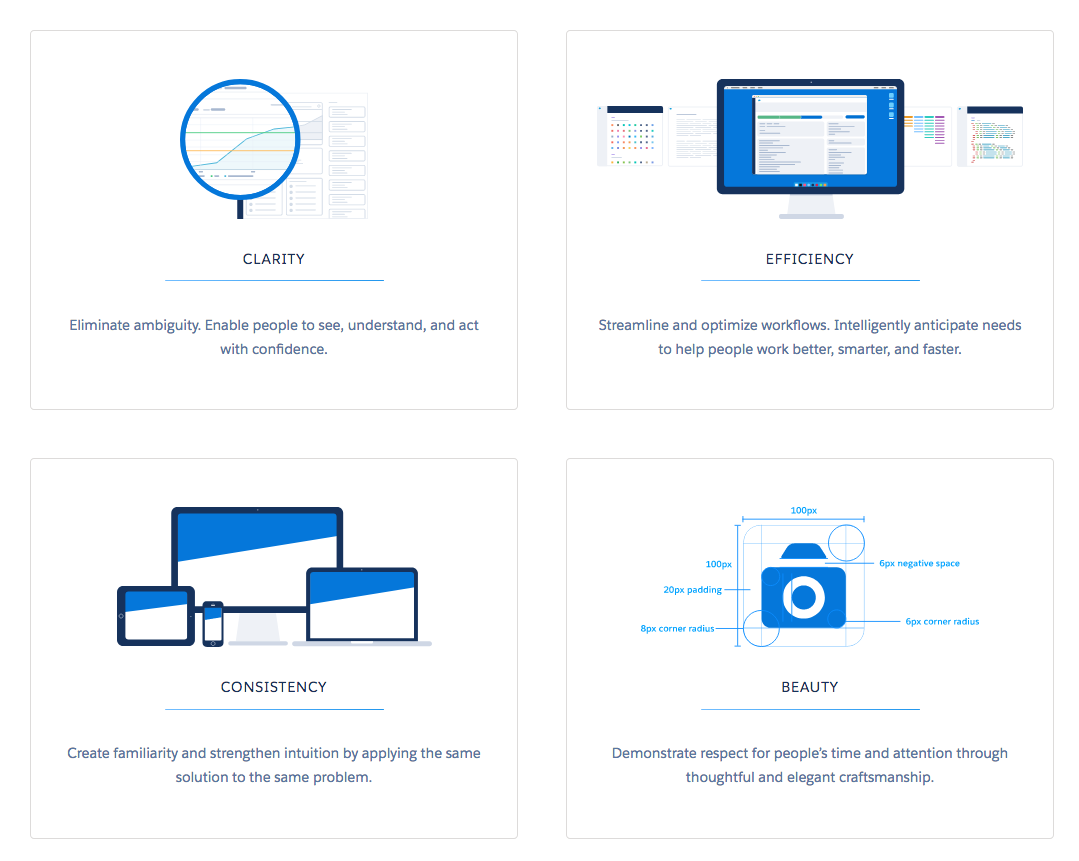 CLARITY
Eliminate ambiguity. Enable people to see, understand, and act
with confidence.
EFFICIENCY
Streamline and optimize workflows. Intelligently anticipate needs
to help people work better, smarter, and faster.
CONSISTENCY
Create familiarity and strengthen intuition by applying the same
solution to the same problem.
100px
100px
6px negative space
20px padding
8px corner radius
6px corner radius
BEAUTY
Demonstrate respect for people’s time and attention through
thoughtful and elegant craftsmanship.